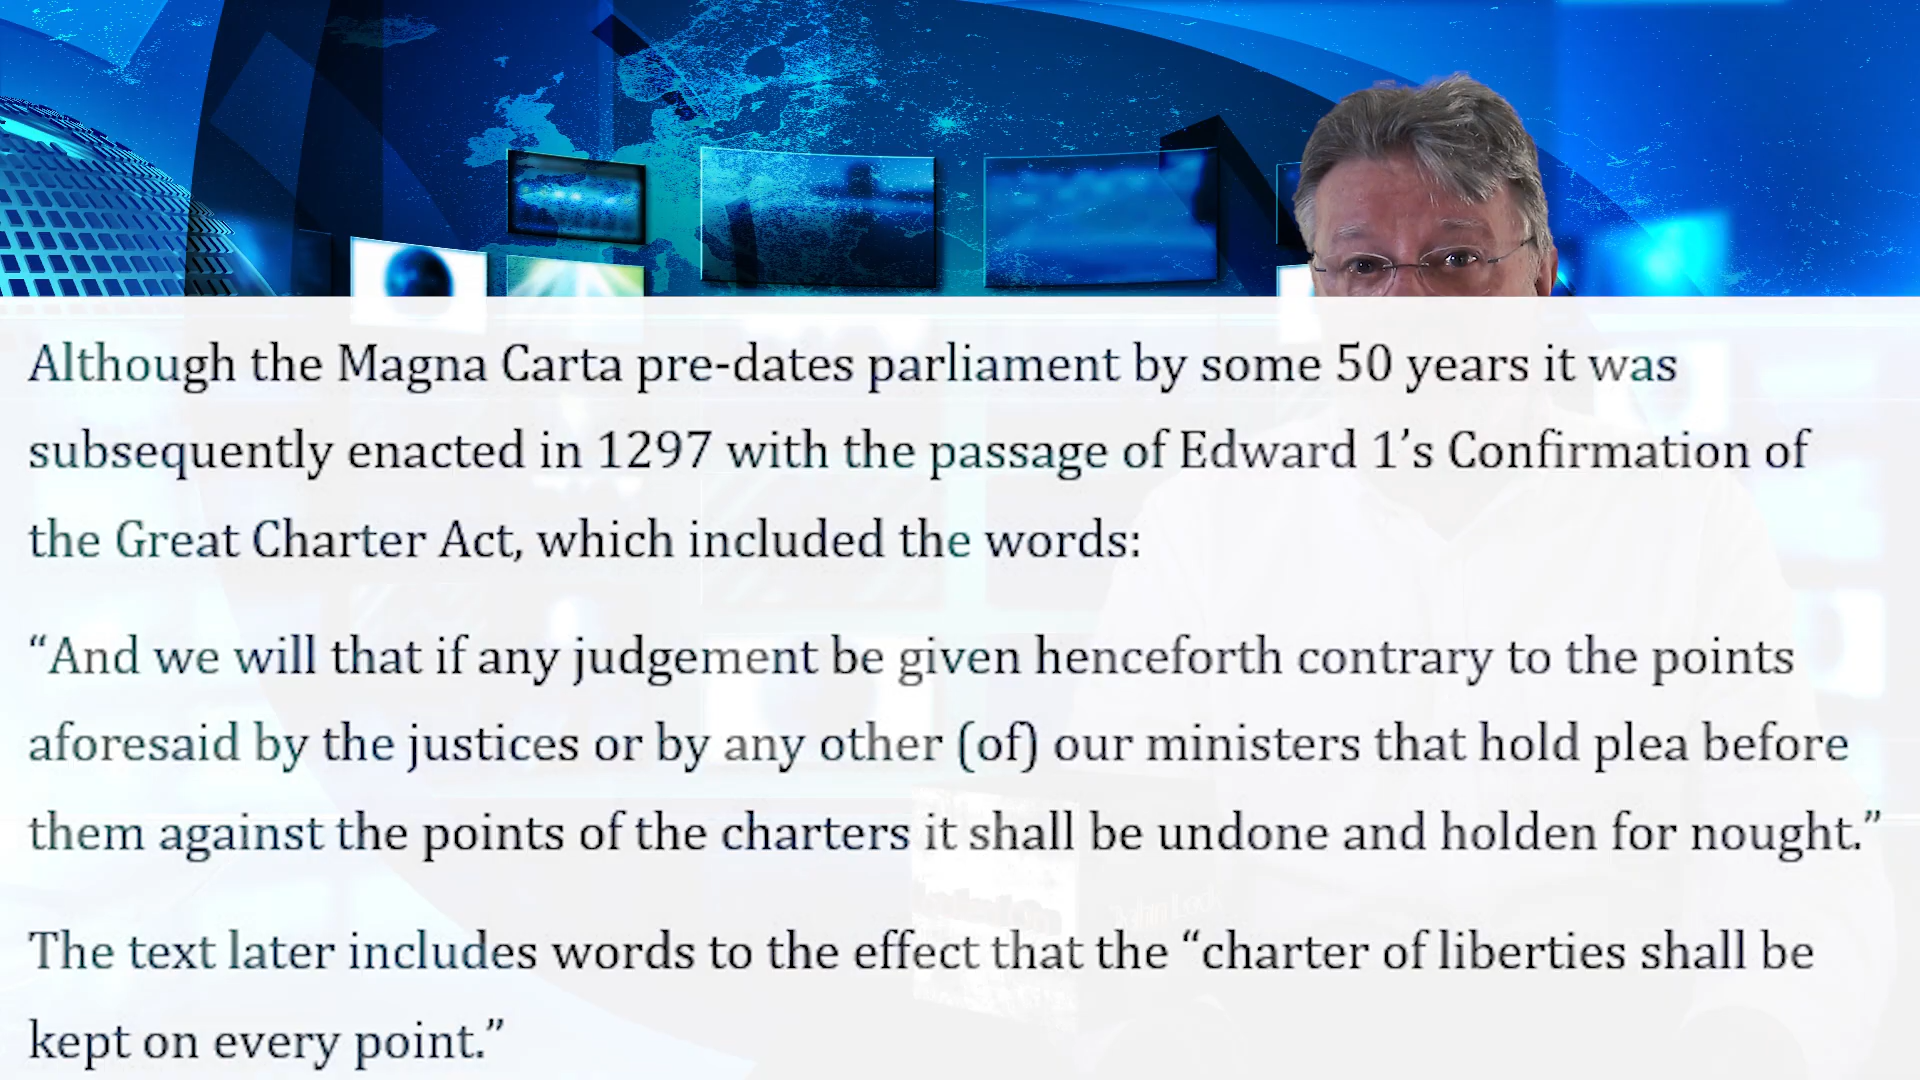 Although the Magna Carta pre-dates parliament by some 50 years it was
subsequently enacted in 1297 with the passage of Edward 1’s Confirmation of
the Great Charter Act, which included the words:
“And we will that if any judgement be given henceforth contrary to the points
aforesaid by the justices or by any other (of) our ministers that hold plea before
them against the points of the charters it shall be undone and holden for nought.”
The text later includes words to the effect that the “charter of liberties shall be
kept on every point.”